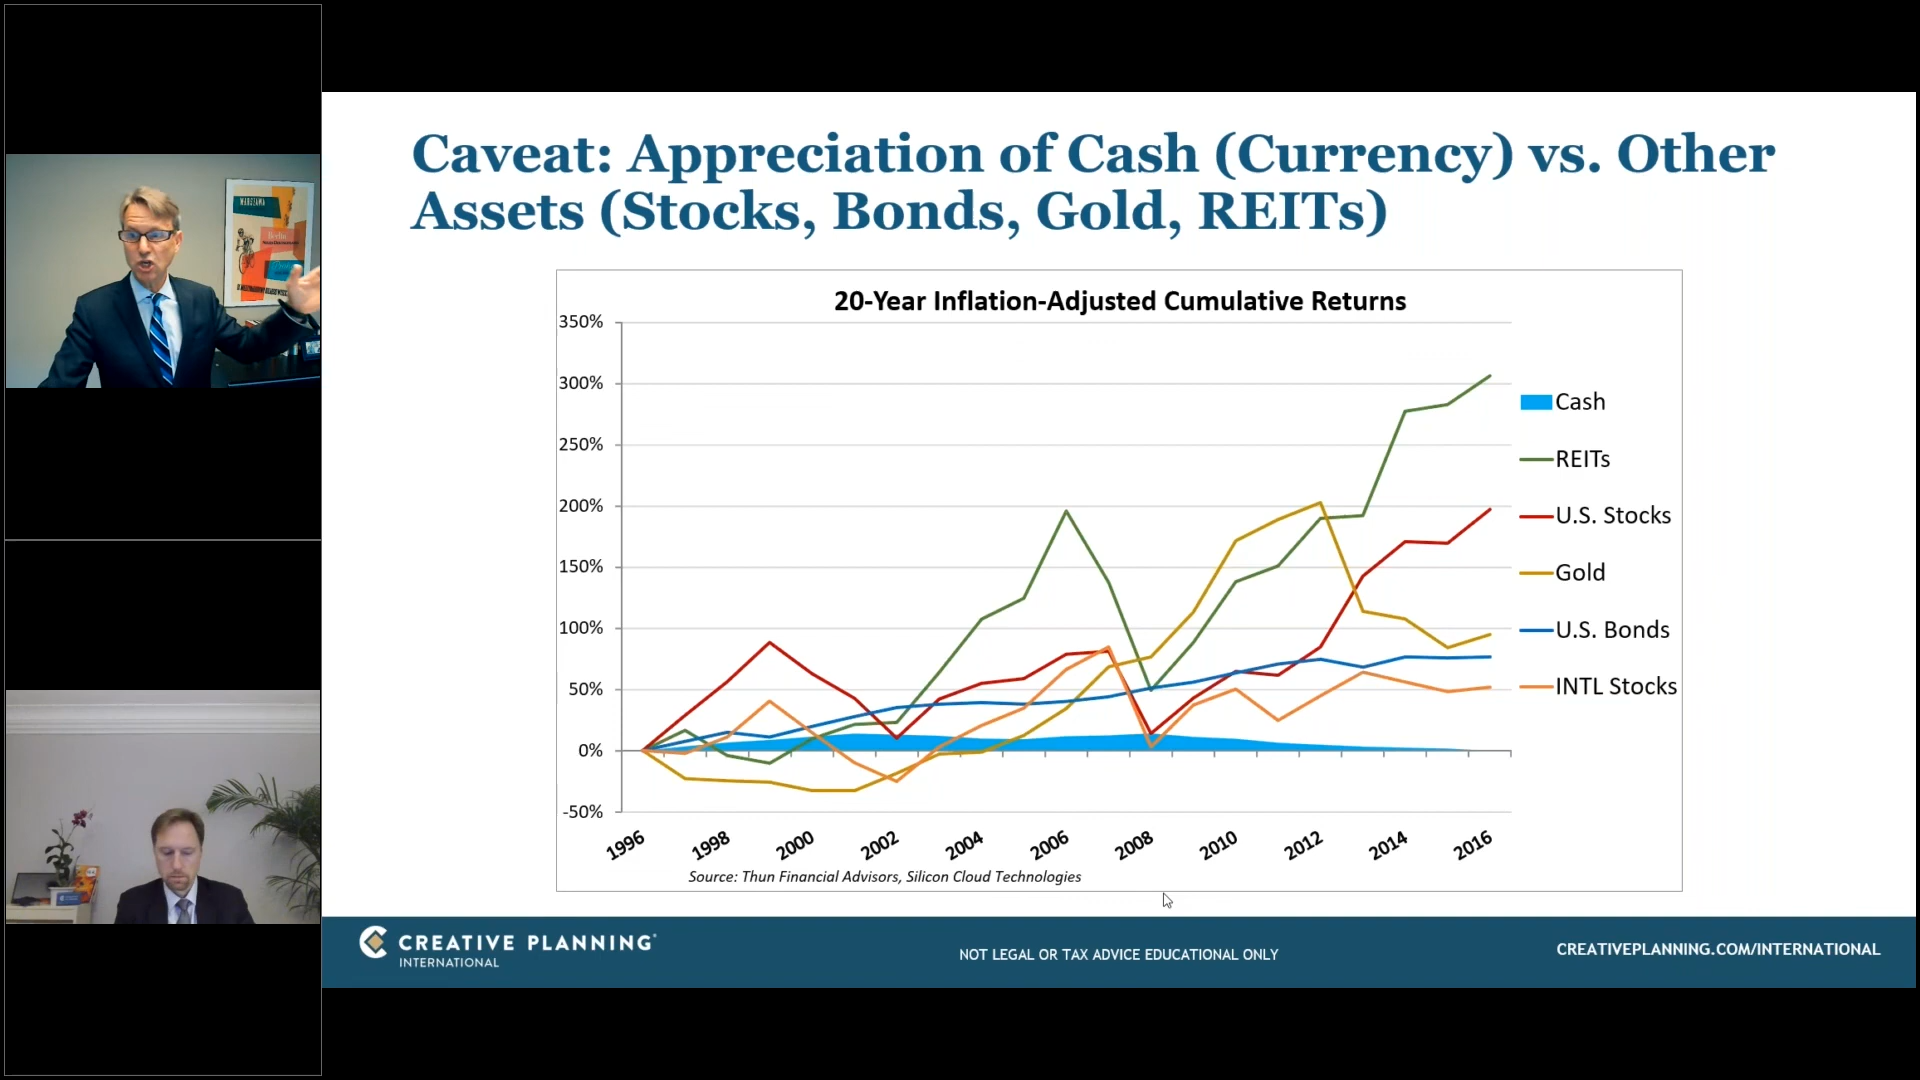 WARSZAWA
Berlin
Caveat: Appreciation of Cash (Currency) vs. Other
Assets (Stocks, Bonds, Gold, REITs)
20-Year Inflation-Adjusted Cumulative Returns
350%
300%
250%
200%
150%
100%
50%
0%
-50%
1996
1998
2000
2002
2004
2006
2008
2010
2012
2014
2016
Cash
REITs
U.S. Stocks
Gold
U.S. Bonds
INTL Stocks
Source: Thun Financial Advisors, Silicon Cloud Technologies
CREATIVE PLANNING
INTERNATIONAL
NOT LEGAL OR TAX ADVICE EDUCATIONAL ONLY
CREATIVEPLANNING.COM/INTERNATIONAL